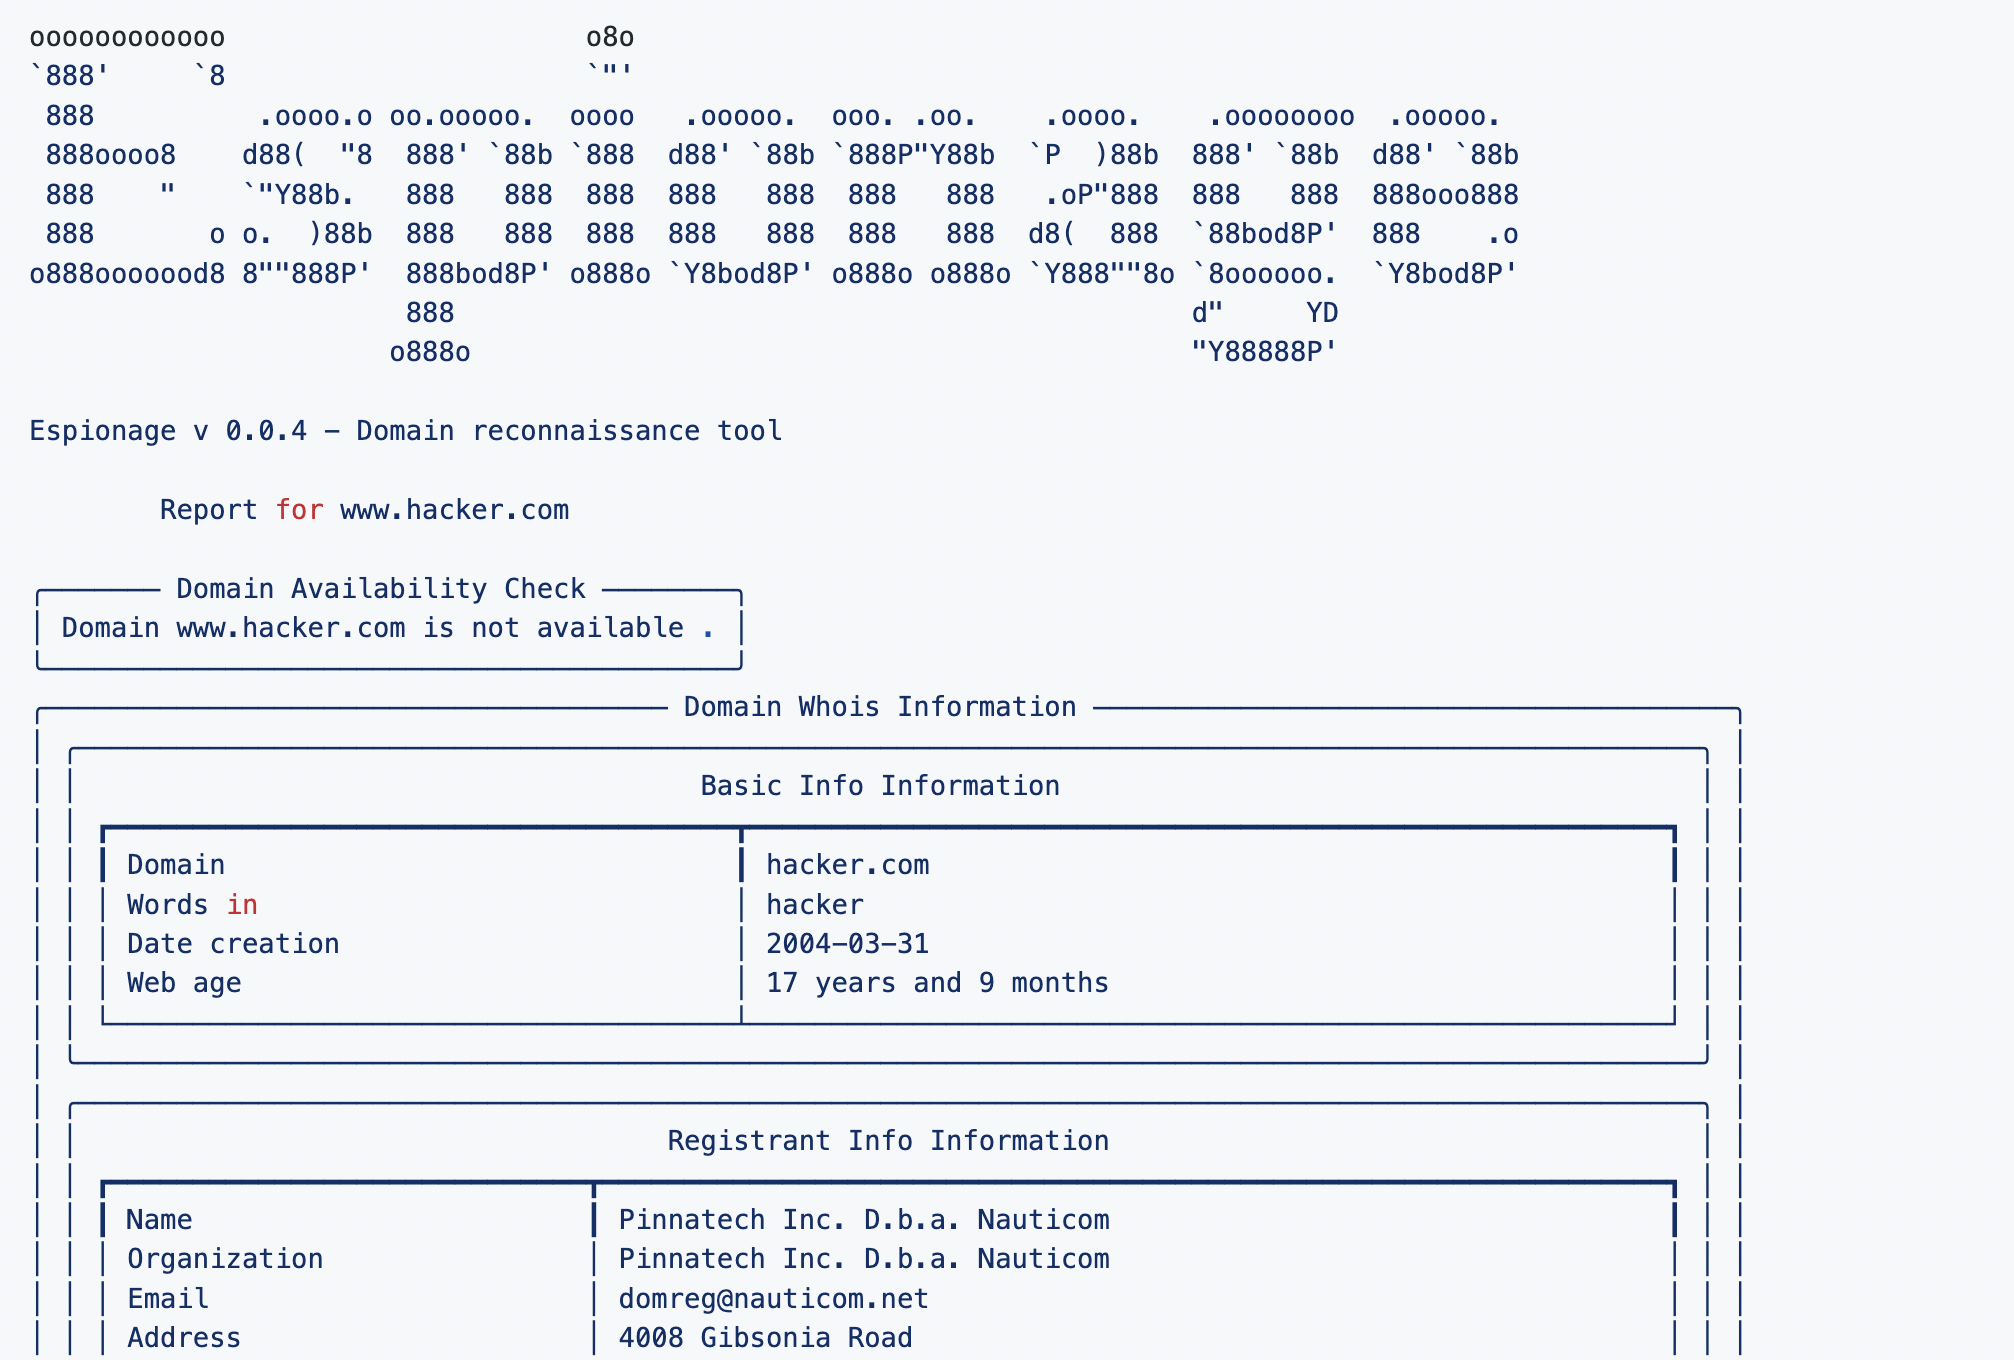 oooooooooooo                      o8o
`888'     `8                      `"'
 888          .oooo.o oo.ooooo.  oooo   .ooooo.  ooo. .oo.    .oooo.    .oooooooo  .ooooo.
 888oooo8    d88(  "8  888' `88b `888  d88' `88b `888P"Y88b  `P  )88b  888' `88b  d88' `88b
 888    "    `"Y88b.   888   888  888  888   888  888   888   .oP"888  888   888  888ooo888
 888       o o.  )88b  888   888  888  888   888  888   888  d8(  888  `88bod8P'  888    .o
o888ooooood8 8""888P'  888bod8P' o888o `Y8bod8P' o888o o888o `Y888""8o `8oooooo.  `Y8bod8P'
                       888                                             d"     YD
                      o888o                                            "Y88888P'
Espionage v 0.0.4 - Domain reconnaissance tool
Report for www.hacker.com
Domain Availability Check
Domain www.hacker.com is not available .
Domain Whois Information
Basic Info Information
Domain hacker.com
Words in hacker
Date creation 2004-03-31
Web age 17 years and 9 months
Registrant Info Information
Name Pinnatech Inc. D.b.a. Nauticom
Organization Pinnatech Inc. D.b.a. Nauticom
Email domreg@nauticom.net
Address 4008 Gibsonia Road